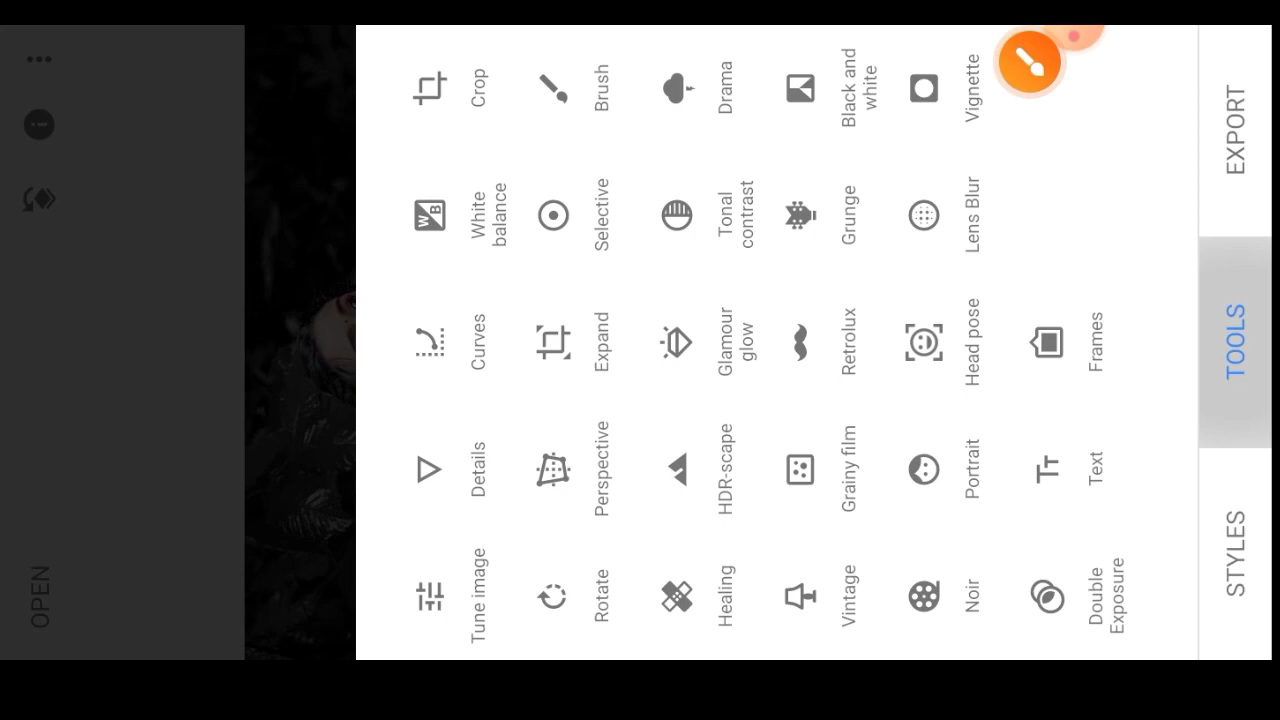 OPEN
Tune image
Details
Curves
White
balance
Crop
Rotate
Perspective
Expand
Selective
Brush
Healing
HDR-scape
Glamour
glow
Tonal
contrast
Drama
Vintage
Grainy film
Retrolux
Grunge
Black and
white
Noir
Portrait
Head pose
Lens Blur
Vignette
Double
Exposure
Text
Frames
STYLES
TOOLS
EXPORT